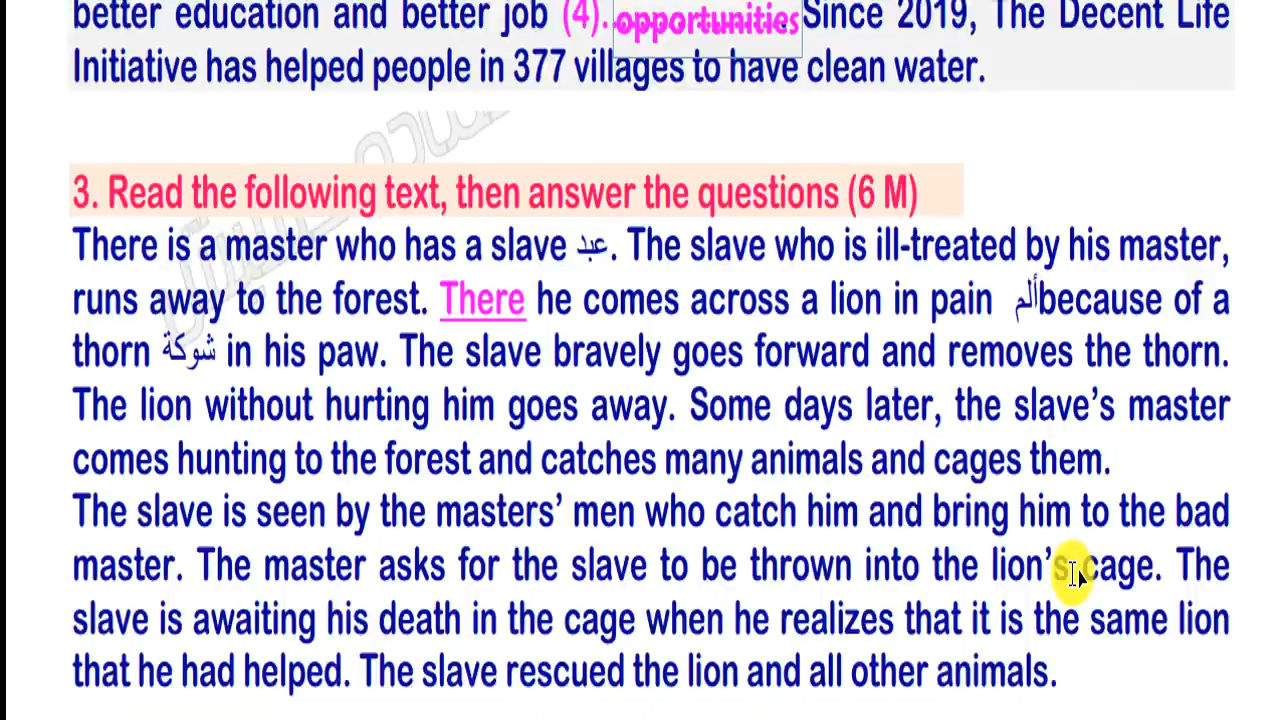 better education and better job (4). opportunities Since 2019, The Decent Life
Initiative has helped people in 377 villages to have clean water.
3. Read the following text, then answer the questions (6 M)
There is a master who has a slave عبد. The slave who is ill-treated by his master,
runs away to the forest. There he comes across a lion in pain ألم because of a
thorn شوكة in his paw. The slave bravely goes forward and removes the thorn.
The lion without hurting him goes away. Some days later, the slave’s master
comes hunting to the forest and catches many animals and cages them.
The slave is seen by the masters’ men who catch him and bring him to the bad
master. The master asks for the slave to be thrown into the lion’s cage. The
slave is awaiting his death in the cage when he realizes that it is the same lion
that he had helped. The slave rescued the lion and all other animals.